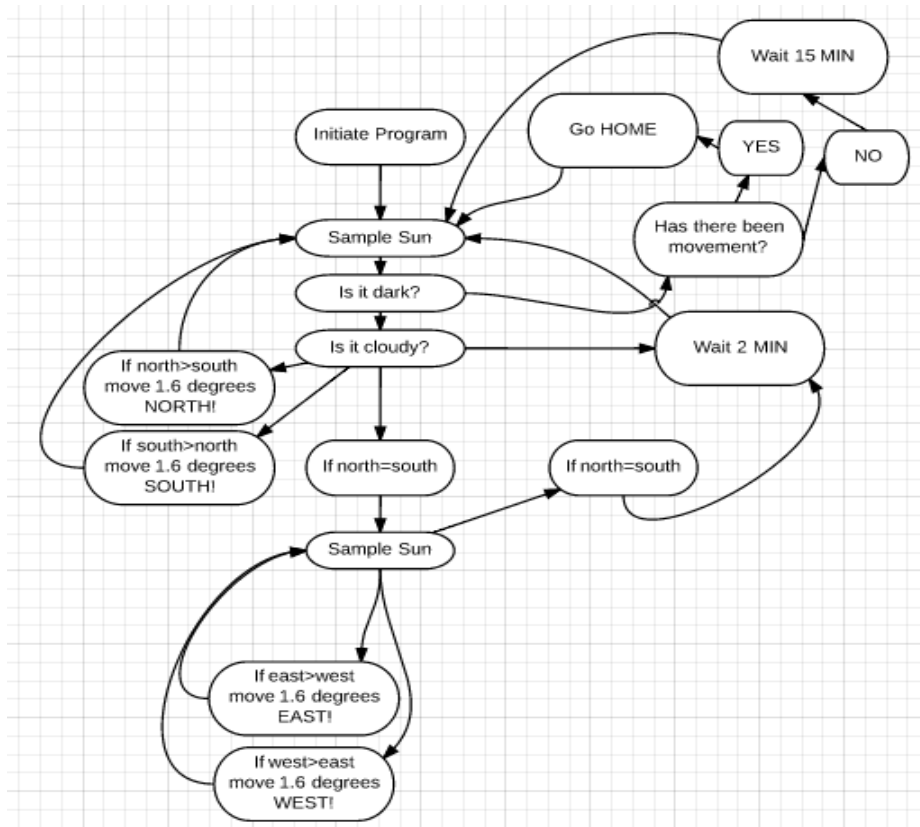 Wait 15 MIN
Initiate Program
Go HOME
YES
NO
Sample Sun
Has there been
movement?
Is it dark?
Is it cloudy?
Wait 2 MIN
If north>south
move 1.6 degrees
NORTH!
If south>north
move 1.6 degrees
SOUTH!
If north=south
If north=south
Sample Sun
If east>west
move 1.6 degrees
EAST!
If west>east
move 1.6 degrees
WEST!